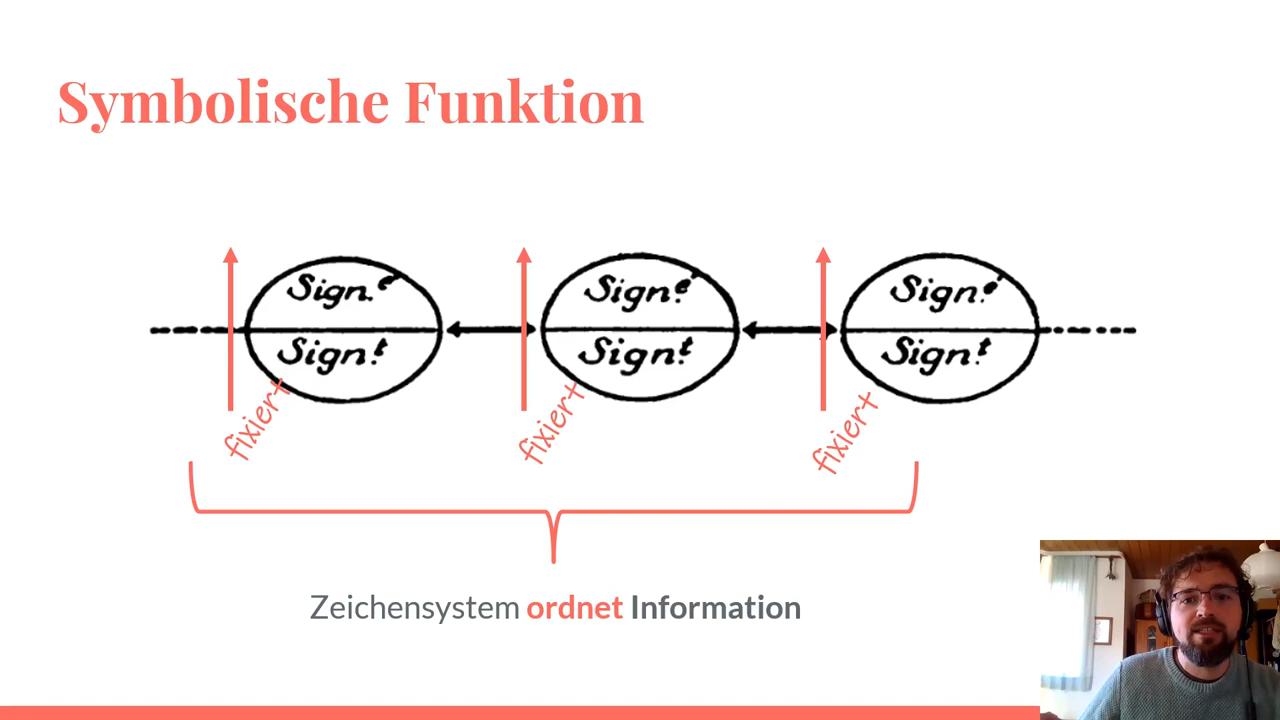 Symbolische Funktion
Sign.é Sign.é Sign.é
Sign.t Sign.t Sign.t
fixiert fixiert fixiert
Zeichensystem ordnet Information